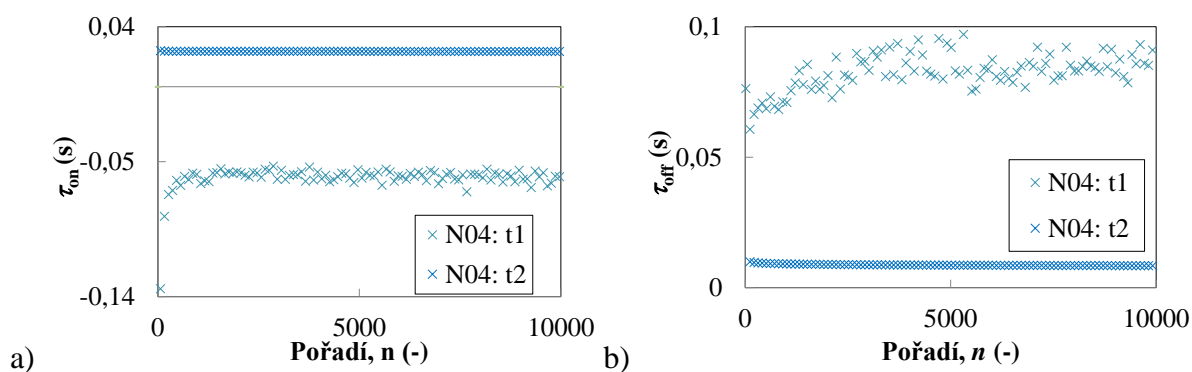 0,04
-0,05
-0,14
τon (s)
N04: t1
N04: t2
0
5000
10000
Pořadí, n (-)
a)
0,1
0,05
0
τoff (s)
N04: t1
N04: t2
0
5000
10000
Pořadí, n (-)
b)